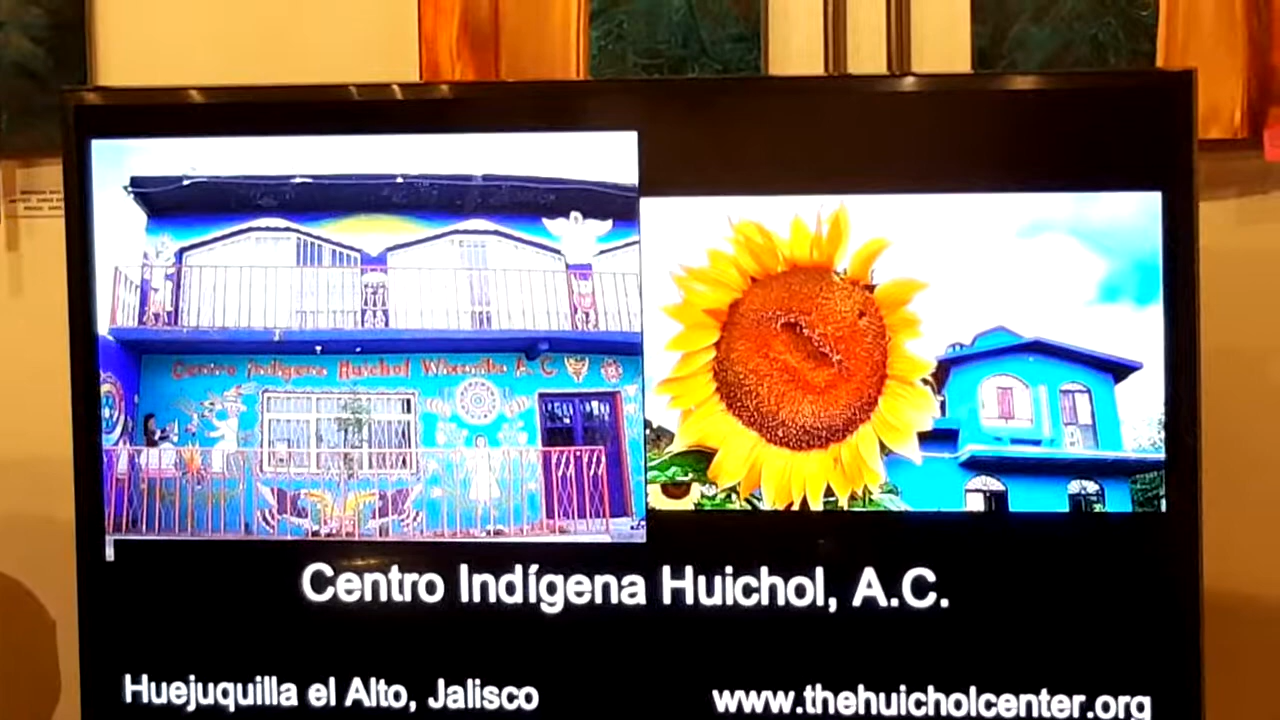 Centro Indígena Huichol Wixarika A.C
Centro Indígena Huichol, A.C.
Huejuquilla el Alto, Jalisco
www.thehuicholcenter.org